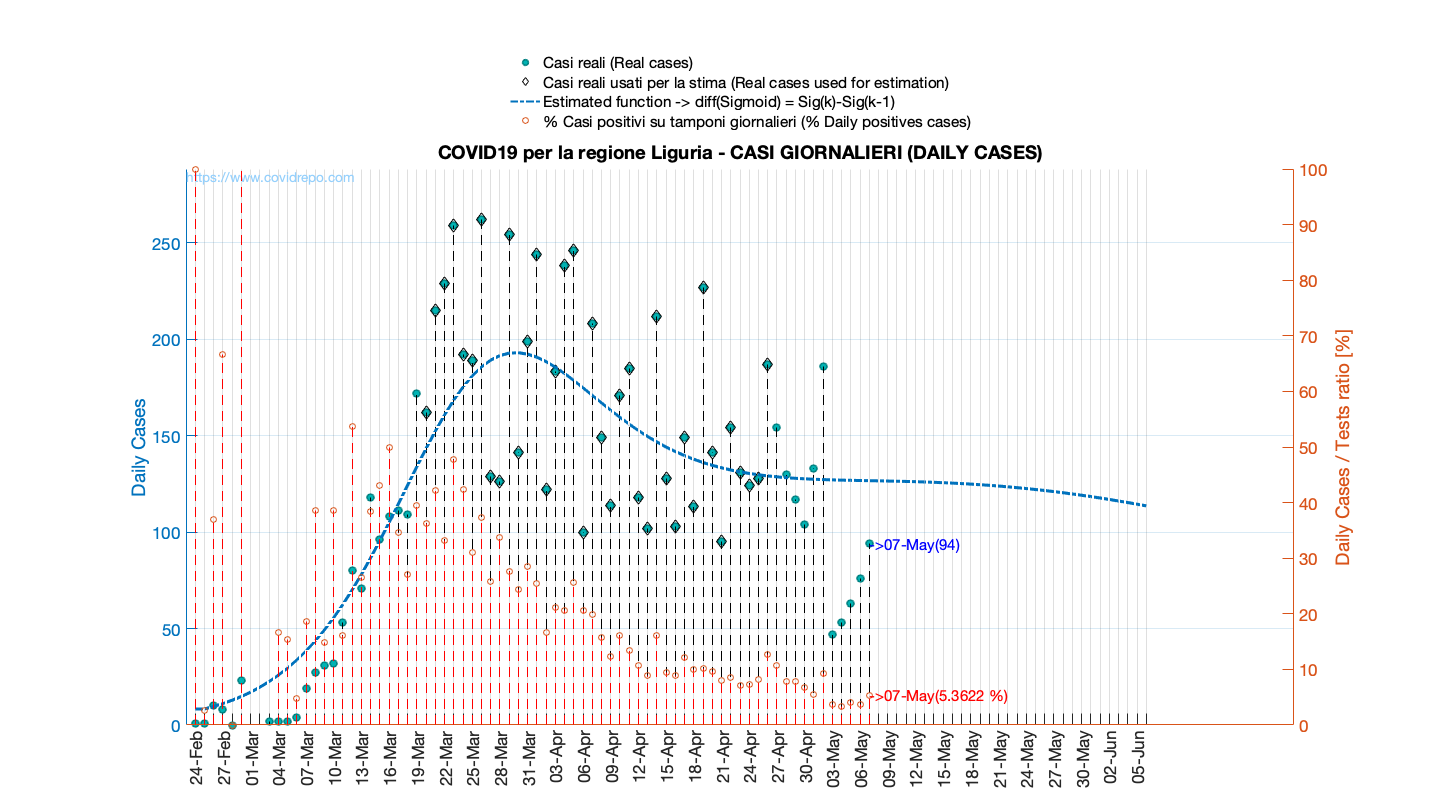 Casi reali (Real cases)
Casi reali usati per la stima (Real cases used for estimation)
Estimated function -> diff(Sigmoid) = Sig(k)-Sig(k-1)
% Casi positivi su tamponi giornalieri (% Daily positives cases)
COVID19 per la regione Liguria - CASI GIORNALIERI (DAILY CASES)
https://www.covidrepo.com
Daily Cases
250
200
150
100
50
0
100
90
80
70
60
50
40
30
20
10
0
Daily Cases / Tests ratio [%]
->07-May(94)
->07-May(5.3622 %)
24-Feb
27-Feb
01-Mar
04-Mar
07-Mar
10-Mar
13-Mar
16-Mar
19-Mar
22-Mar
25-Mar
28-Mar
31-Mar
03-Apr
06-Apr
09-Apr
12-Apr
15-Apr
18-Apr
21-Apr
24-Apr
27-Apr
30-Apr
03-May
06-May
09-May
12-May
15-May
18-May
21-May
24-May
27-May
30-May
02-Jun
05-Jun